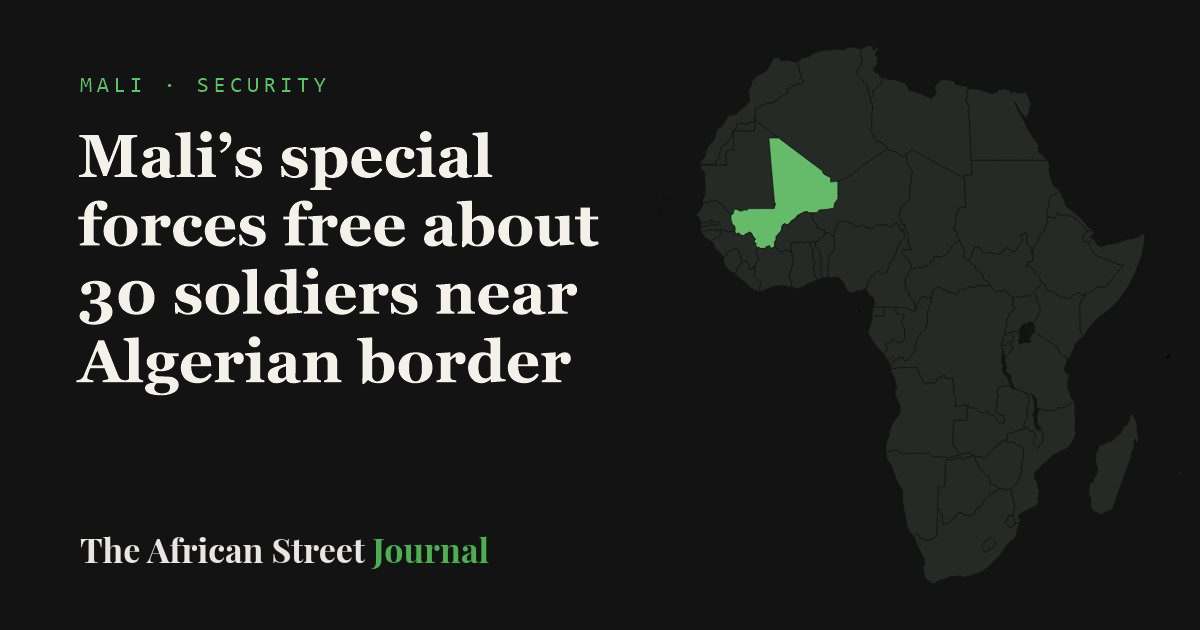 MALI · SECURITY
Mali’s special
forces free about
30 soldiers near
Algerian border
The African Street Journal